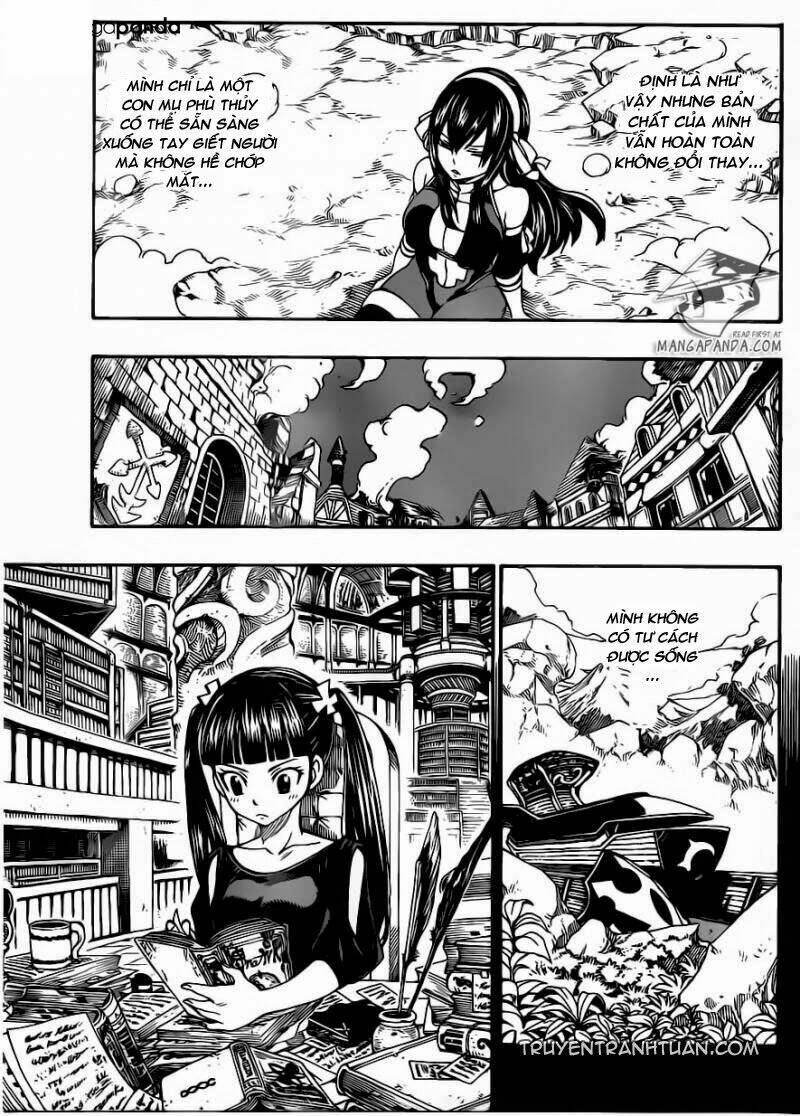 gapanda
ĐỊNH LÀ NHƯ
VẬY NHƯNG BẢN
CHẤT CỦA MÌNH
VẪN HOÀN TOÀN
KHÔNG ĐỔI THAY...
MÌNH CHỈ LÀ MỘT
CON MỤ PHÙ THỦY
CÓ THỂ SẴN SÀNG
XUỐNG TAY GIẾT NGƯỜI
MÀ KHÔNG HỀ CHỚP
MẮT...
READ FIRST AT
MANGAPANDA.COM
MÌNH KHÔNG
CÓ TƯ CÁCH
ĐƯỢC SỐNG
...
TRUYENTRANHTUAN.COM